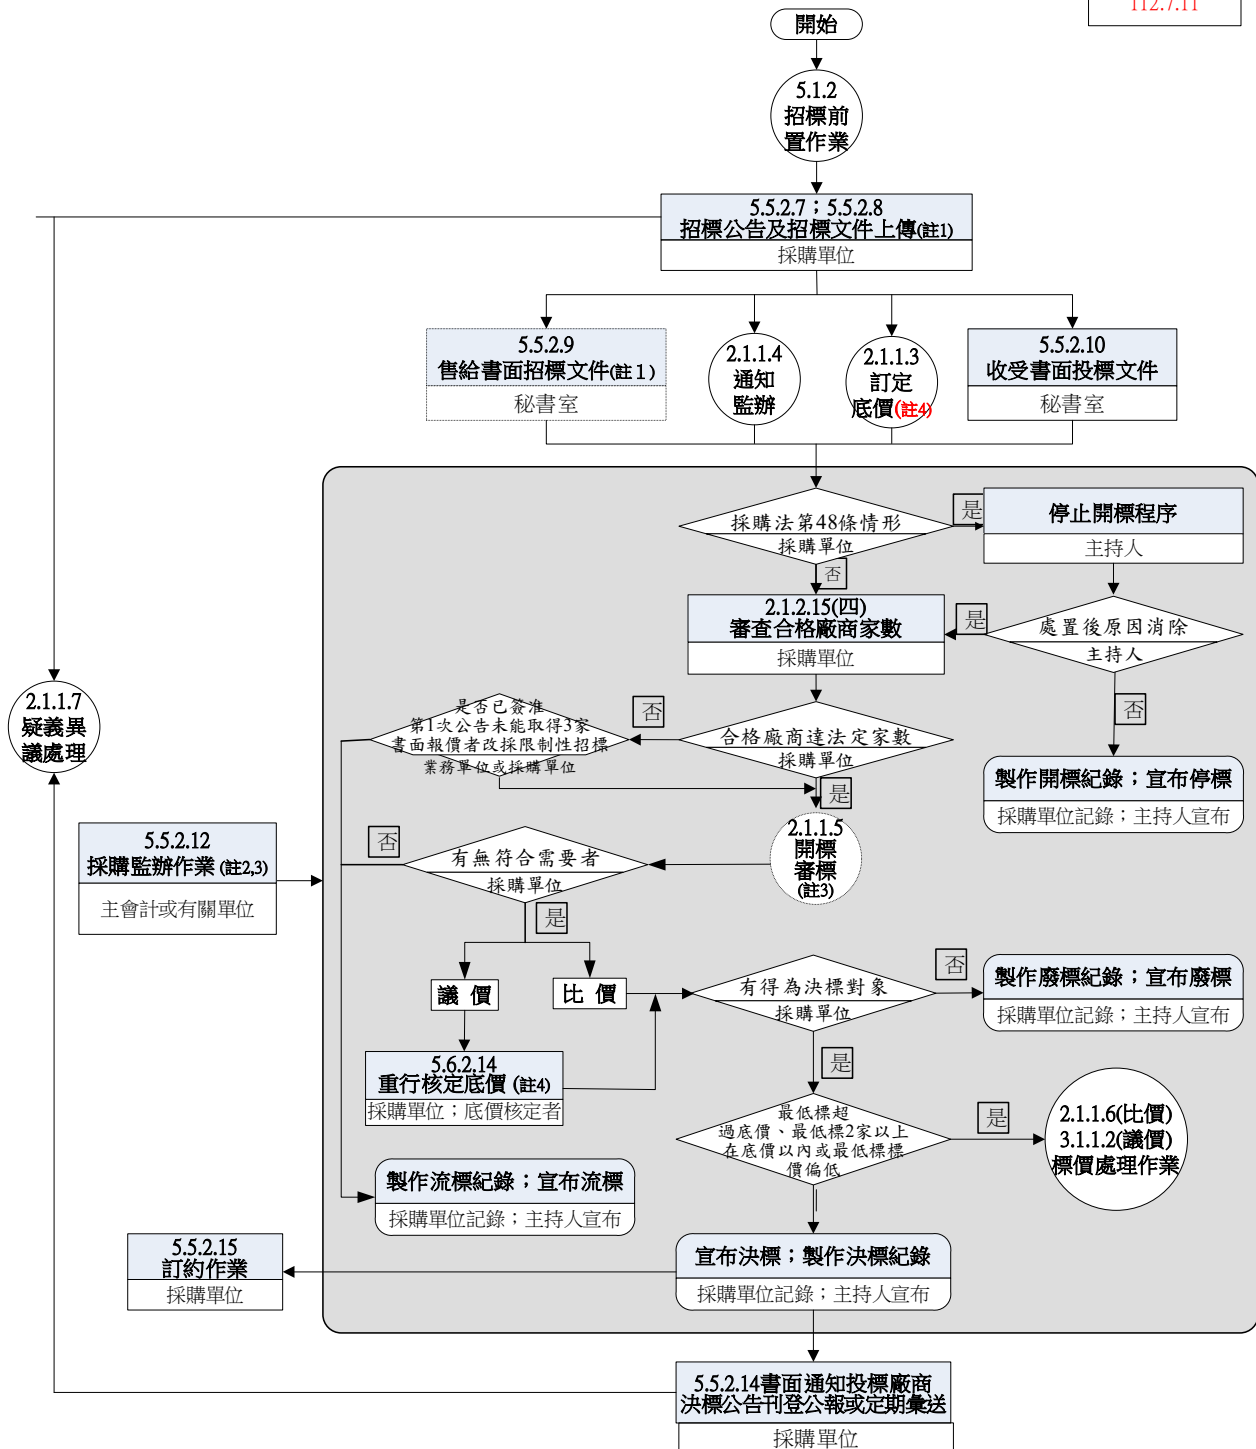 112.7.11
開始
5.1.2
招標前
置作業
5.5.2.7；5.5.2.8
招標公告及招標文件上傳(註1)
採購單位
5.5.2.9
售給書面招標文件(註１)
秘書室
2.1.1.4
通知
監辦
2.1.1.3
訂定
底價(註4)
5.5.2.10
收受書面投標文件
秘書室
採購法第48條情形
採購單位
是
停止開標程序
主持人
否
2.1.2.15(四)
審查合格廠商家數
採購單位
是
處置後原因消除
主持人
否
製作開標紀錄；宣布停標
採購單位記錄；主持人宣布
2.1.1.7
疑義異
議處理
是否已簽准
第1次公告未能取得3家
書面報價者改採限制性招標
業務單位或採購單位
否
合格廠商達法定家數
採購單位
是
5.5.2.12
採購監辦作業 (註2,3)
主會計或有關單位
否
有無符合需要者
採購單位
2.1.1.5
開標
審標
(註3)
是
議 價
比 價
有得為決標對象
採購單位
否
製作廢標紀錄；宣布廢標
採購單位記錄；主持人宣布
5.6.2.14
重行核定底價 (註4)
採購單位；底價核定者
是
最低標超
過底價、最低標2家以上
在底價以內或最低標標
價偏低
是
2.1.1.6(比價)
3.1.1.2(議價)
標價處理作業
製作流標紀錄；宣布流標
採購單位記錄；主持人宣布
5.5.2.15
訂約作業
採購單位
宣布決標；製作決標紀錄
採購單位記錄；主持人宣布
5.5.2.14書面通知投標廠商
決標公告刊登公報或定期彙送
採購單位